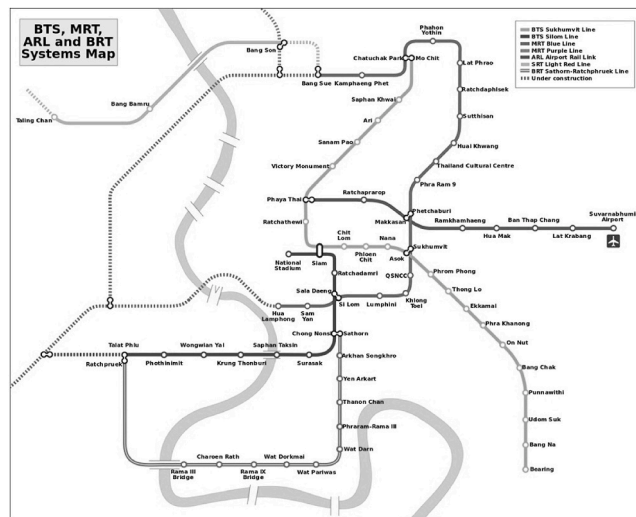 BTS, MRT,
ARL and BRT
Systems Map
BTS Sukhumvit Line
BTS Silom Line
MRT Blue Line
MRT Purple Line
ARL Airport Rail Link
SRT Light Red Line
BRT Sathorn-Ratchphruek Line
Under construction
Phahon
Yothin
Bang Son
Chatuchak Park
Mo Chit
Lat Phrao
Bang Sue
Kamphaeng Phet
Ratchdaphisek
Saphan Khwai
Bang Bamru
Taling Chan
Ari
Sutthisan
Sanam Pao
Huai Khwang
Victory Monument
Thailand Cultural Centre
Phra Ram 9
Phaya Thai
Ratchaprarop
Phetchaburi
Makkasan
Ramkhamhaeng
Ban Thap Chang
Suvarnabhumi
Airport
Hua Mak
Lat Krabang
Ratchathewi
Chit
Lom
Nana
Sukhumvit
National
Stadium
Siam
Phloen
Chit
Asok
Ratchadamri
QSNCC
Phrom Phong
Sala Daeng
Thong Lo
Hua
Lamphong
Sam
Yan
Si Lom
Lumphini
Khlong
Toei
Ekkamai
Phra Khanong
Chong Nonsi
Sathorn
On Nut
Talat Phlu
Wongwian Yai
Saphan Taksin
Ratchpruek
Phothinimit
Krung Thonburi
Surasak
Arkhan Songkhro
Bang Chak
Yen Arkart
Punnawithi
Thanon Chan
Udom Suk
Phraram-Rama III
Bang Na
Wat Darn
Charoen Rath
Wat Dorkmai
Rama III
Bridge
Rama IX
Bridge
Wat Pariwas
Bearing